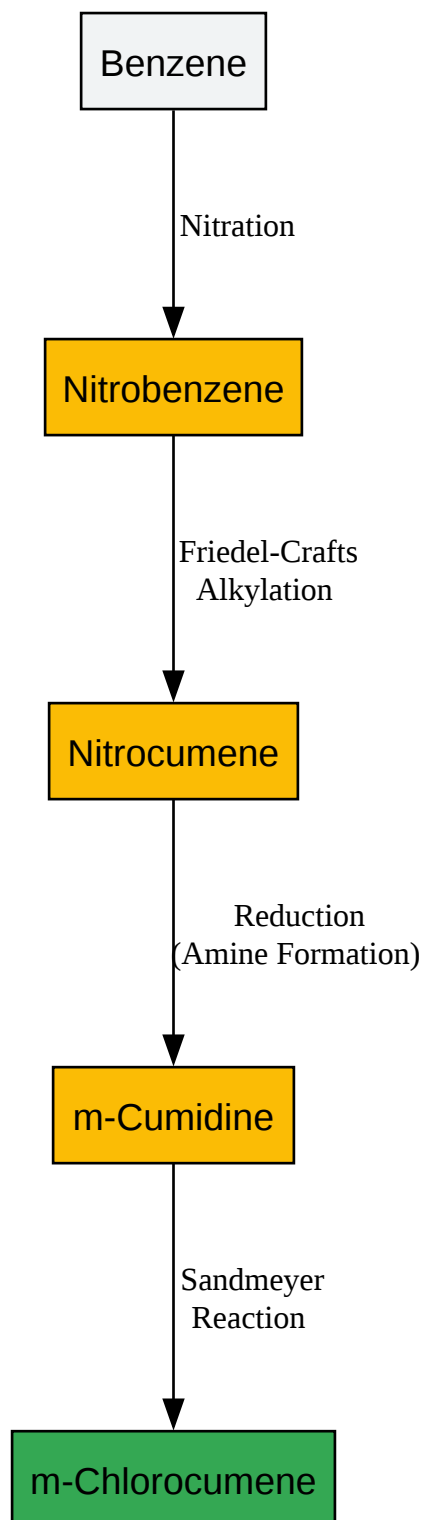 Benzene
Nitration
Nitrobenzene
Friedel-Crafts
Alkylation
Nitrocumene
Reduction
(Amine Formation)
m-Cumidine
Sandmeyer
Reaction
m-Chlorocumene